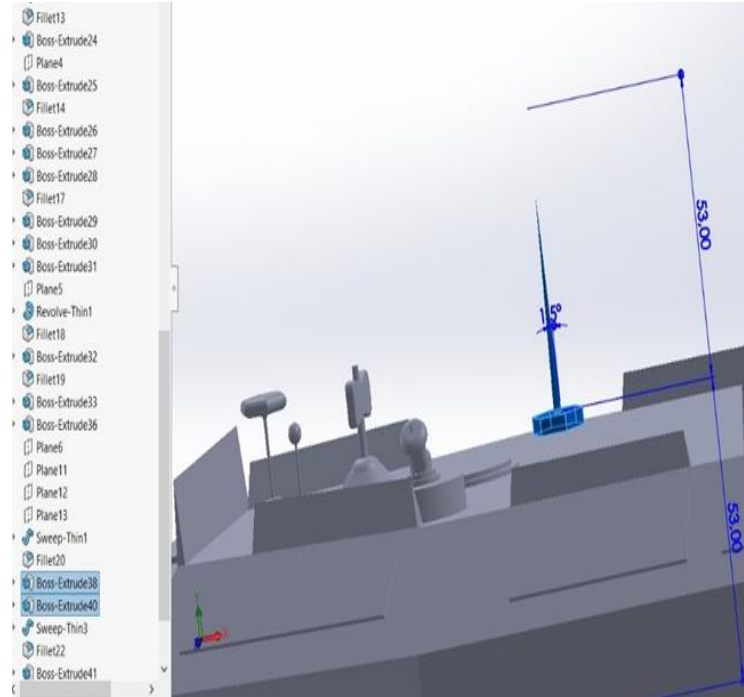 Fillet13
Boss-Extrude24
Plane4
Boss-Extrude25
Fillet14
Boss-Extrude26
Boss-Extrude27
Boss-Extrude28
Fillet17
Boss-Extrude29
Boss-Extrude30
Boss-Extrude31
Plane5
Revolve-Thin1
Fillet18
Boss-Extrude32
Fillet19
Boss-Extrude33
Boss-Extrude36
Plane6
Plane11
Plane12
Plane13
Sweep-Thin1
Fillet20
Boss-Extrude38
Boss-Extrude40
Sweep-Thin3
Fillet22
Boss-Extrude41
53.00
53.00